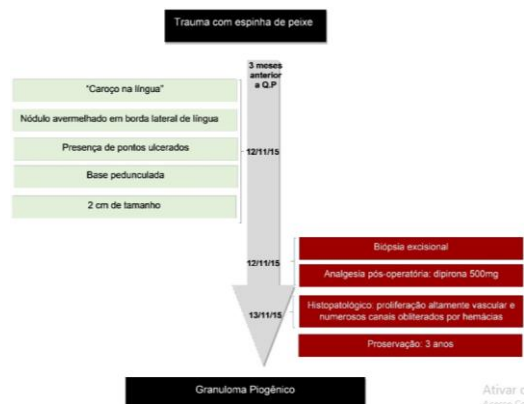 Trauma com espinha de peixe
3 meses
anterior
a Q.P
"Caroço na língua"
Nódulo avermelhado em borda lateral de língua
Presença de pontos ulcerados
12/11/15
Base pedunculada
2 cm de tamanho
Biópsia excisional
12/11/15
Analgesia pós-operatória: dipirona 500mg
Histopatológico: proliferação altamente vascular e
numerosos canais obliterados por hemácias
13/11/15
Proservação: 3 anos
Granuloma Piogênico
Ativar